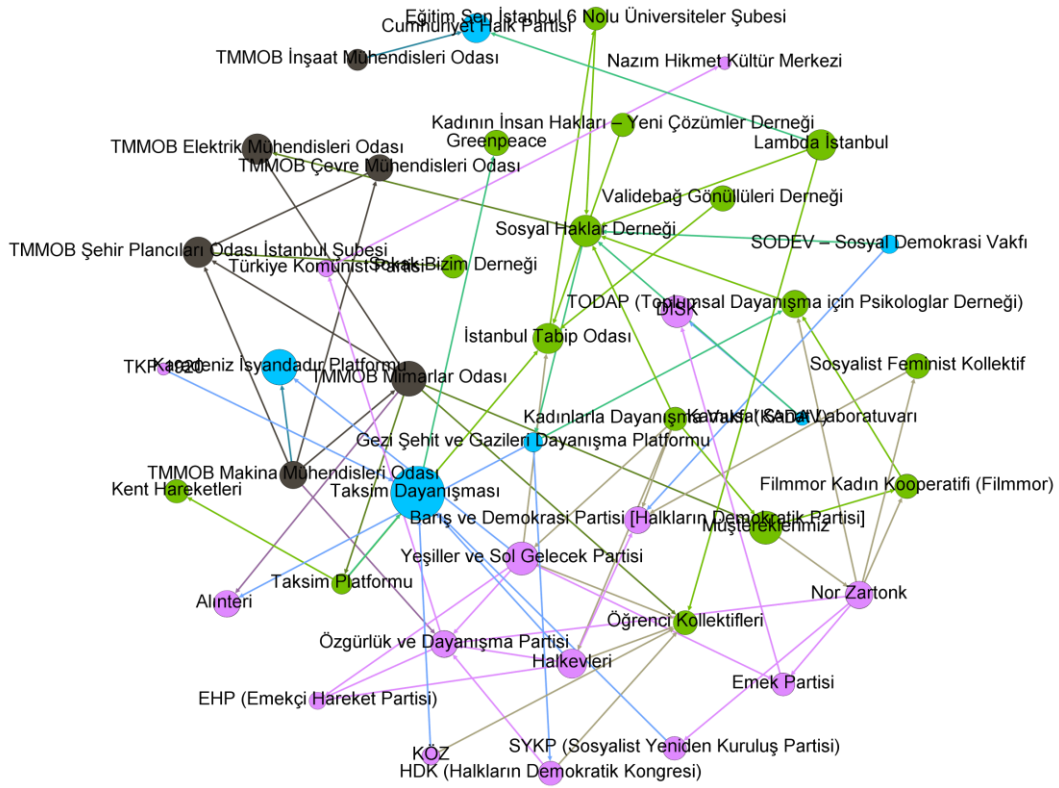 Eğitim Sen İstanbul 6 Nolu Üniversiteler Şubesi
Cumhuriyet Halk Partisi
TMMOB İnşaat Mühendisleri Odası
Nazım Hikmet Kültür Merkezi
Kadının İnsan Hakları – Yeni Çözümler Derneği
Greenpeace
Lambda İstanbul
TMMOB Elektrik Mühendisleri Odası
TMMOB Çevre Mühendisleri Odası
Validebağ Gönüllüleri Derneği
Sosyal Haklar Derneği
SODEV – Sosyal Demokrasi Vakfı
TMMOB Şehir Plancıları Odası İstanbul Şubesi
Türkiye Komünist Partisi
Sokak Bizim Derneği
TODAP (Toplumsal Dayanışma için Psikologlar Derneği)
DİSK
İstanbul Tabip Odası
TKP 1920
Karadeniz İsyandadır Platformu
TMMOB Mimarlar Odası
Sosyalist Feminist Kollektif
Kadınlarla Dayanışma Vakfı (KADAV)
Sanat Laboratuvarı
Gezi Şehit ve Gazileri Dayanışma Platformu
TMMOB Makina Mühendisleri Odası
Kent Hareketleri
Taksim Dayanışması
Filmmor Kadın Kooperatifi (Filmmor)
Barış ve Demokrasi Partisi [Halkların Demokratik Partisi]
Müştereklerimiz
Yeşiller ve Sol Gelecek Partisi
Taksim Platformu
Nor Zartonk
Alınteri
Öğrenci Kollektifleri
Özgürlük ve Dayanışma Partisi
Halkevleri
Emek Partisi
EHP (Emekçi Hareket Partisi)
SYKP (Sosyalist Yeniden Kuruluş Partisi)
KÖZ
HDK (Halkların Demokratik Kongresi)